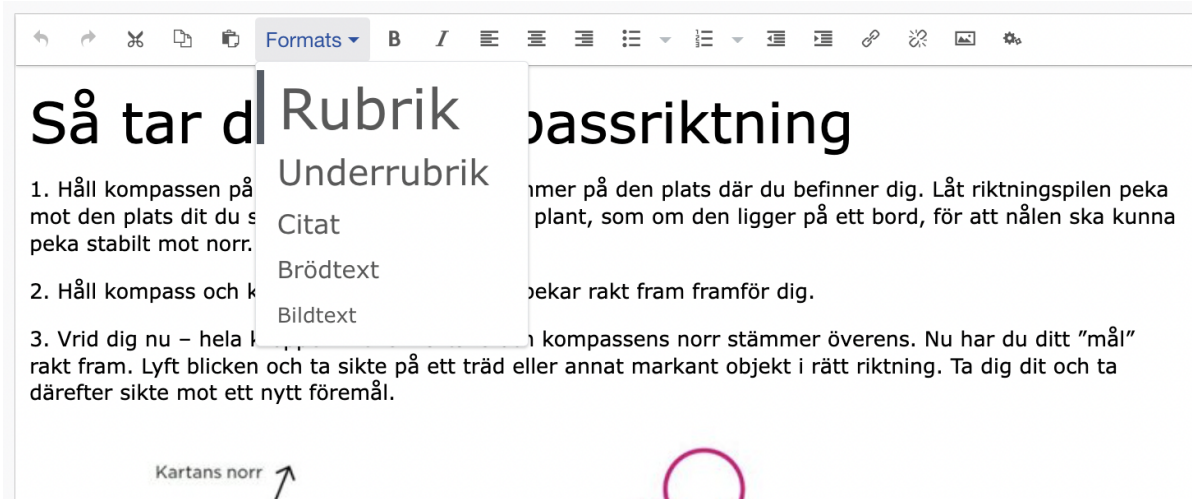 Formats
Så tar d passriktning
Rubrik
Underrubrik
Citat
Brödtext
Bildtext
1. Håll kompassen på mmer på den plats där du befinner dig. Låt riktningspilen peka
mot den plats dit du s plant, som om den ligger på ett bord, för att nålen ska kunna
peka stabilt mot norr.
2. Håll kompass och k pekar rakt fram framför dig.
3. Vrid dig nu – hela kompassens norr stämmer överens. Nu har du ditt ”mål”
rakt fram. Lyft blicken och ta sikte på ett träd eller annat markant objekt i rätt riktning. Ta dig dit och ta
därefter sikte mot ett nytt föremål.
Kartans norr